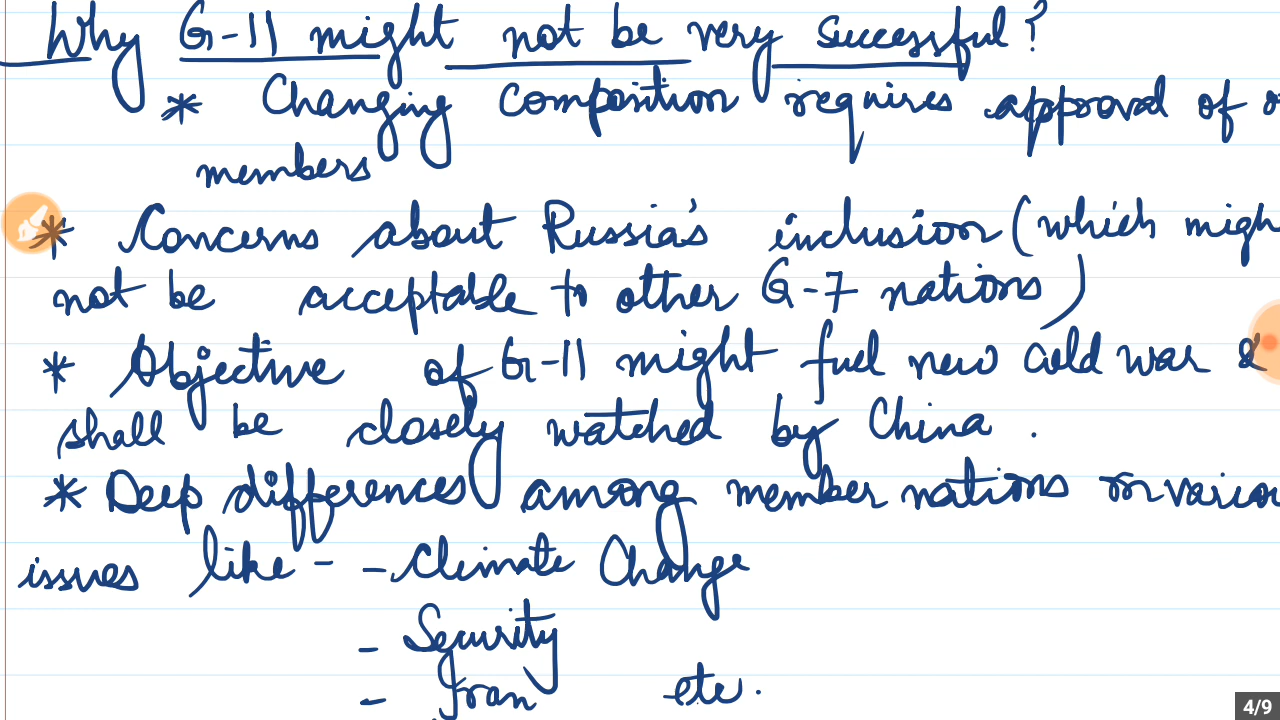 Why G-11 might not be very successful?
* Changing composition requires approval of
members
* Concerns about Russia's inclusion (which migh
not be acceptable to other G-7 nations)
* Objective of G-11 might fuel new cold war &
shall be closely watched by China.
* Deep differences among member nations on variou
issues like - - Climate Change
- Security
- Iran etc.
4/9